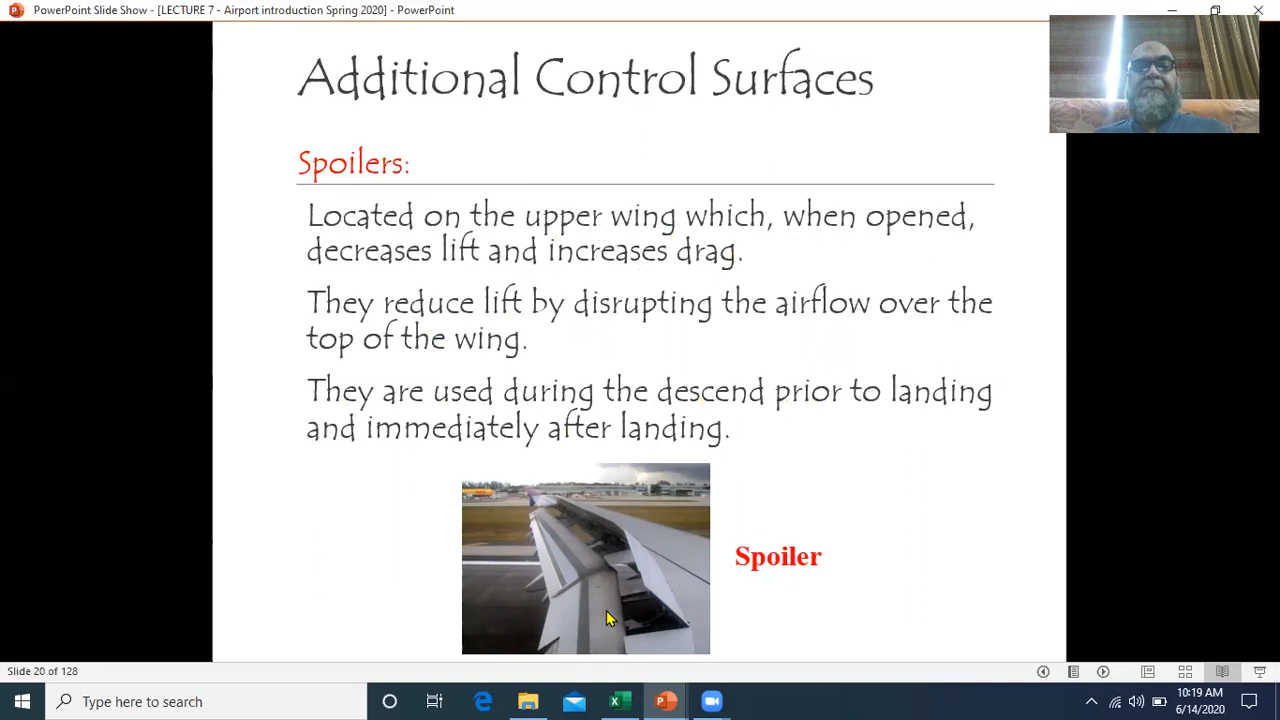 PowerPoint Slide Show - [LECTURE 7 - Airport introduction Spring 2020] - PowerPoint
Additional Control Surfaces
Spoilers:
Located on the upper wing which, when opened,
decreases lift and increases drag.
They reduce lift by disrupting the airflow over the
top of the wing.
They are used during the descend prior to landing
and immediately after landing.
Spoiler
Slide 20 of 128
Type here to search
10:19 AM
6/14/2020